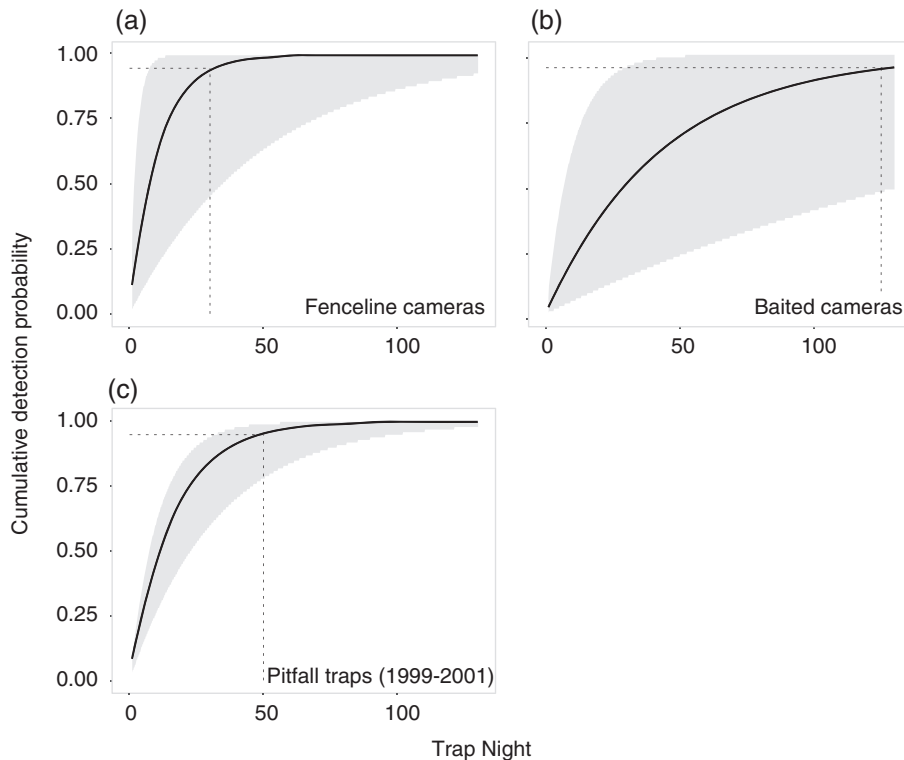 (a)
(b)
1.00
0.75
0.50
0.25
0.00
Fenceline cameras
Baited cameras
0
50
100
0
50
100
(c)
1.00
0.75
0.50
0.25
0.00
Pitfall traps (1999-2001)
0
50
100
Cumulative detection probability
Trap Night